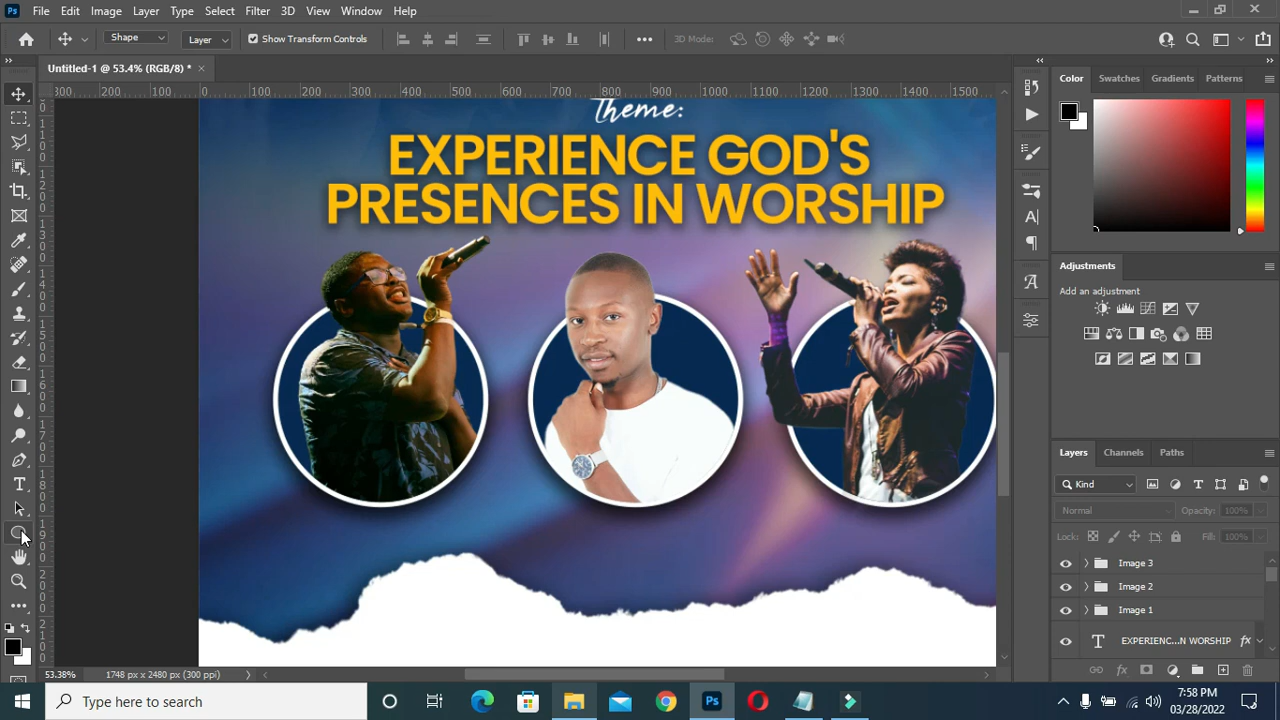 Ps File Edit Image Layer Type Select Filter 3D View Window Help
Shape Layer Show Transform Controls 3D Mode:
Untitled-1 @ 53.4% (RGB/8) * ×
300 200 100 0 100 200 300 400 500 600 700 800 900 1000 1100 1200 1300 1400 1500
Theme:
EXPERIENCE GOD'S
PRESENCES IN WORSHIP
53.38% 1748 px x 2480 px (300 ppi)
Color Swatches Gradients Patterns
Adjustments
Add an adjustment
Layers Channels Paths
Kind
Normal Opacity: 100%
Lock: Fill: 100%
Image 3
Image 2
Image 1
T EXPERIENC...N WORSHIP fx
Type here to search
Ps
7:58 PM
03/28/2022